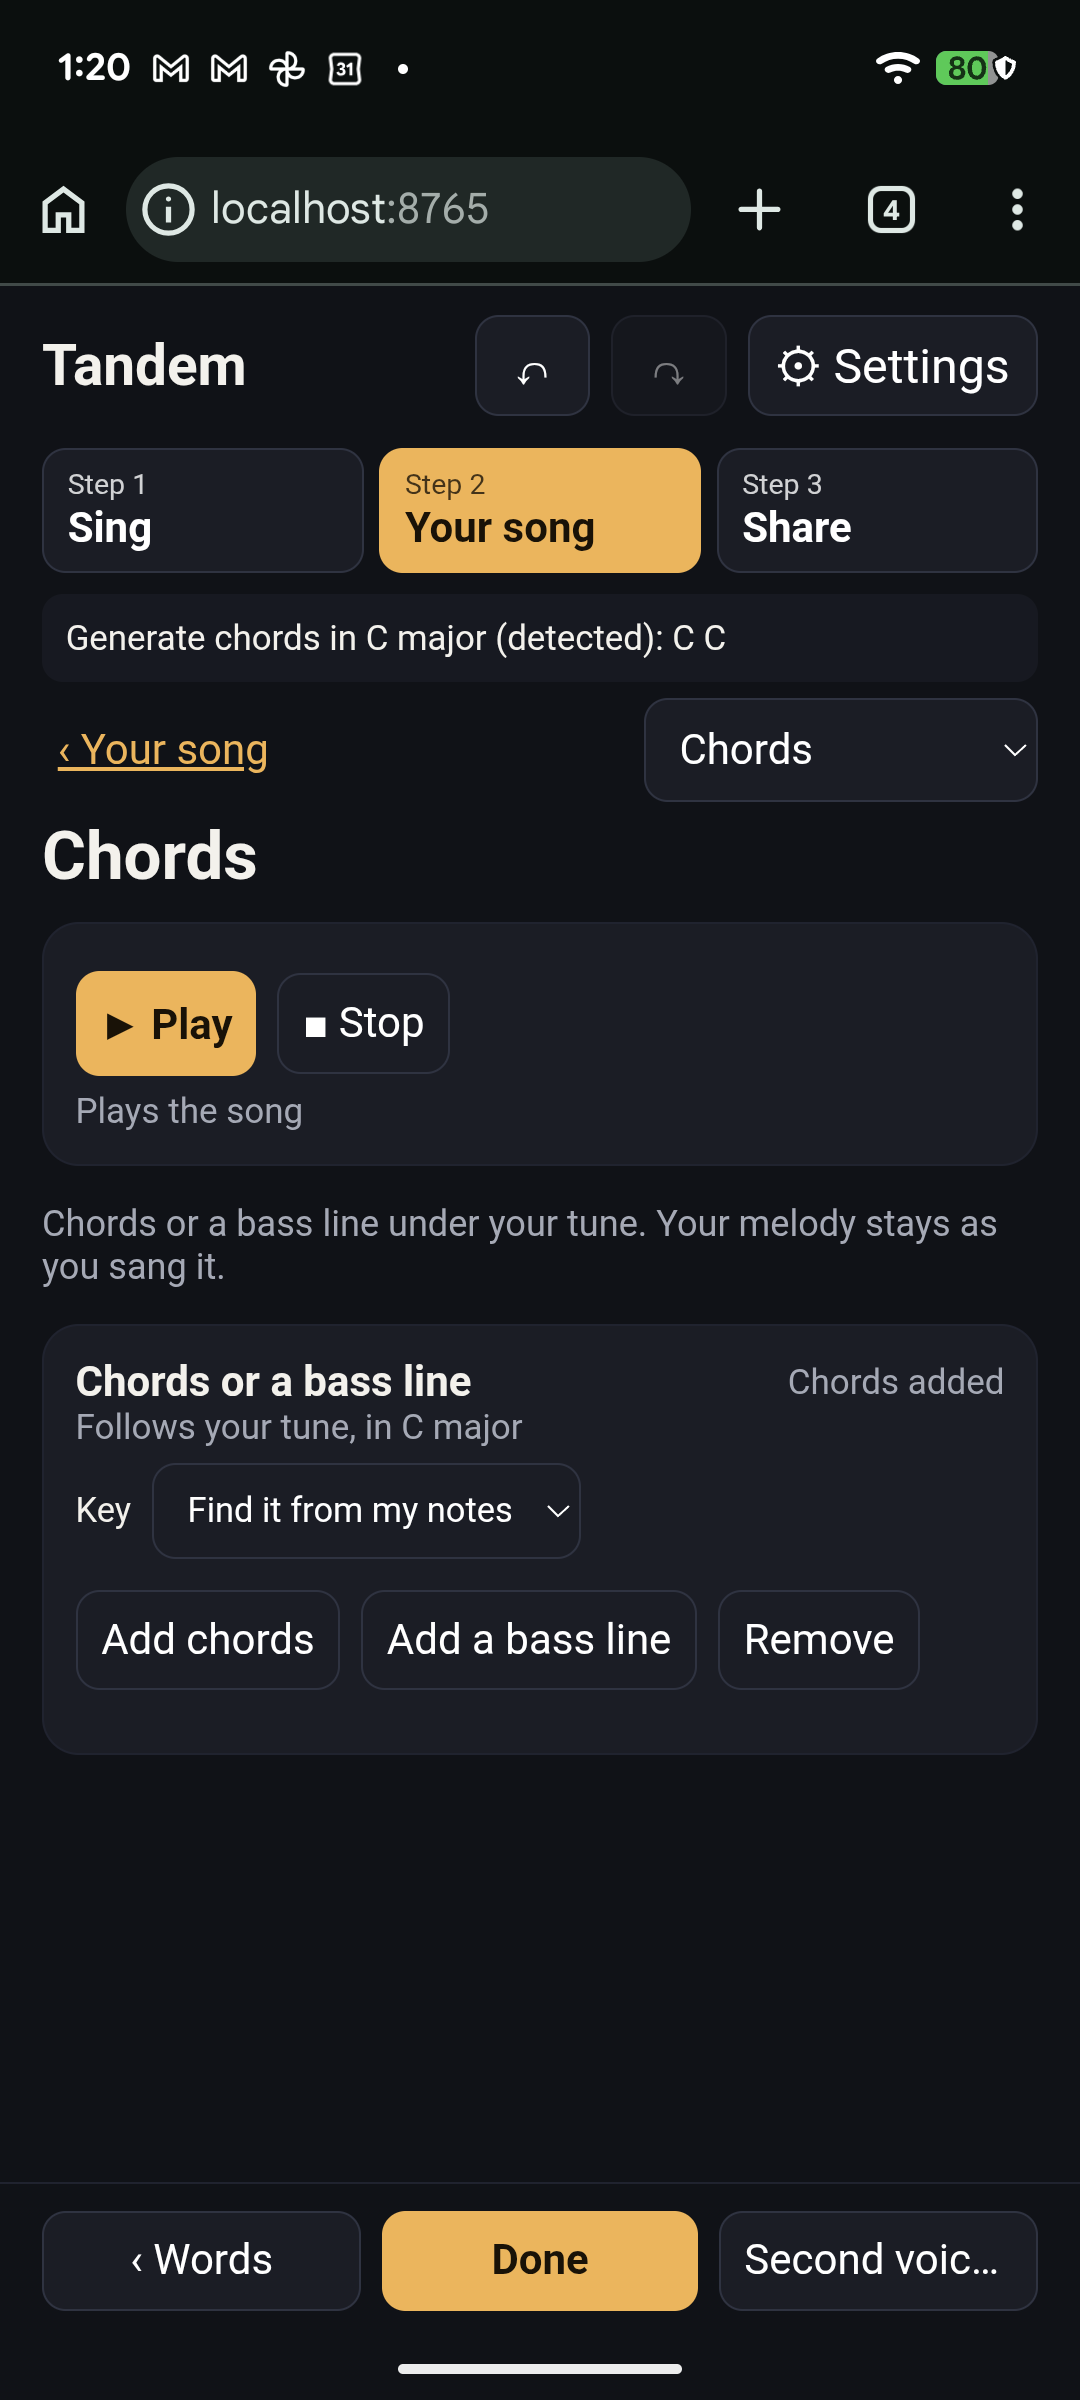 1:20
31
80
localhost:8765
4
Tandem
Settings
Step 1
Sing
Step 2
Your song
Step 3
Share
Generate chords in C major (detected): C C
‹ Your song
Chords
Chords
▶ Play
■ Stop
Plays the song
Chords or a bass line under your tune. Your melody stays as
you sang it.
Chords or a bass line
Chords added
Follows your tune, in C major
Key
Find it from my notes
Add chords
Add a bass line
Remove
‹ Words
Done
Second voic…